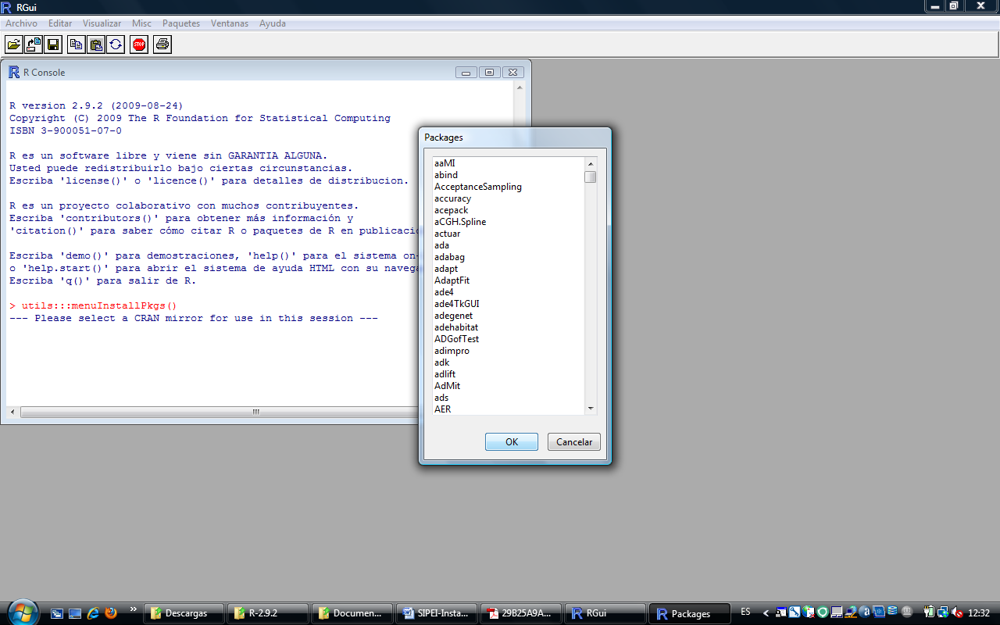 RGui
Archivo Editar Visualizar Misc Paquetes Ventanas Ayuda
STOP
R Console
R version 2.9.2 (2009-08-24)
Copyright (C) 2009 The R Foundation for Statistical Computing
ISBN 3-900051-07-0
R es un software libre y viene sin GARANTIA ALGUNA.
Usted puede redistribuirlo bajo ciertas circunstancias.
Escriba 'license()' o 'licence()' para detalles de distribucion.
R es un proyecto colaborativo con muchos contribuyentes.
Escriba 'contributors()' para obtener más información y
'citation()' para saber cómo citar R o paquetes de R en publicacio
Escriba 'demo()' para demostraciones, 'help()' para el sistema on-
o 'help.start()' para abrir el sistema de ayuda HTML con su navega
Escriba 'q()' para salir de R.
> utils:::menuInstallPkgs()
--- Please select a CRAN mirror for use in this session ---
Packages
aaMI
abind
AcceptanceSampling
accuracy
acepack
aCGH.Spline
actuar
ada
adabag
adapt
AdaptFit
ade4
ade4TkGUI
adegenet
adehabitat
ADGofTest
adimpro
adk
adlift
AdMit
ads
AER
OK Cancelar
Descargas R-2.9.2 Documen... SIPEI-Insta... 29B25A9A... RGui Packages ES 12:32